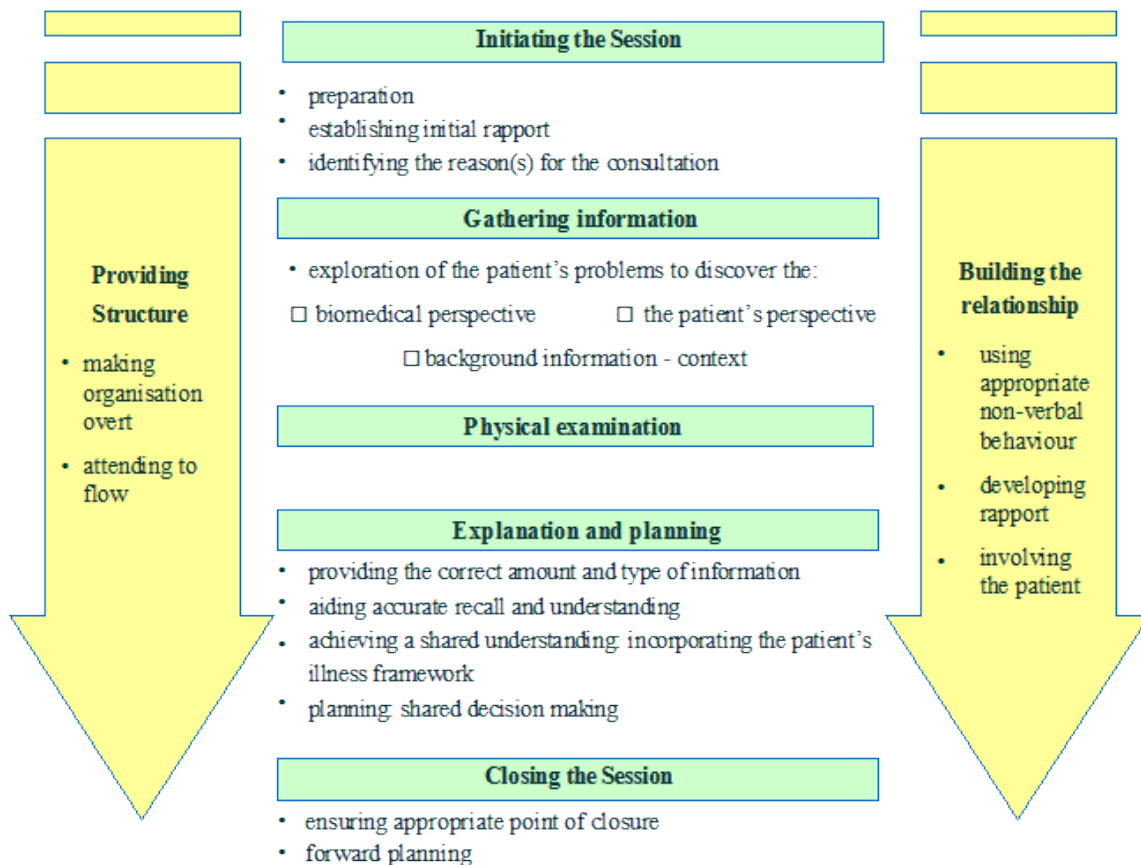 Initiating the Session
• preparation
• establishing initial rapport
• identifying the reason(s) for the consultation
Gathering information
• exploration of the patient’s problems to discover the:
□ biomedical perspective □ the patient’s perspective
□ background information - context
Physical examination
Explanation and planning
• providing the correct amount and type of information
• aiding accurate recall and understanding
• achieving a shared understanding: incorporating the patient’s
illness framework
• planning: shared decision making
Closing the Session
• ensuring appropriate point of closure
• forward planning
Providing
Structure
• making
organisation
overt
• attending to
flow
Building the
relationship
• using
appropriate
non-verbal
behaviour
• developing
rapport
• involving
the patient